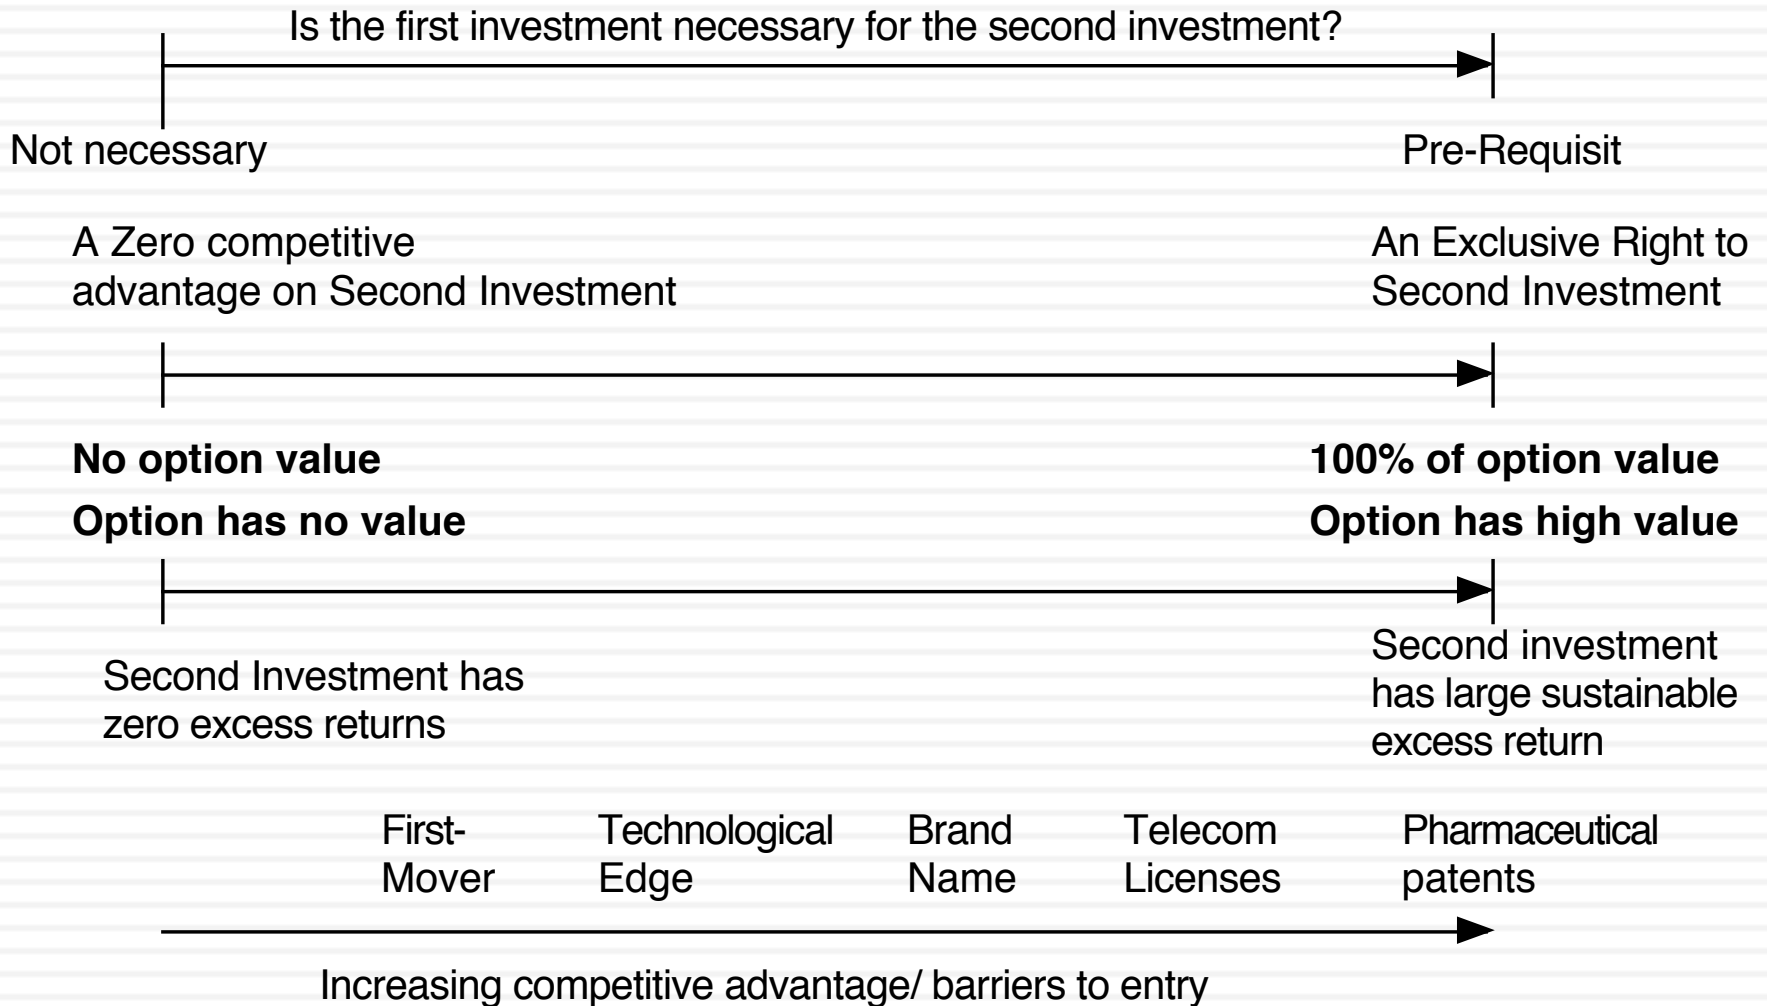 Is the first investment necessary for the second investment?
Not necessary
Pre-Requisit
A Zero competitive
advantage on Second Investment
An Exclusive Right to
Second Investment
No option value
100% of option value
Option has no value
Option has high value
Second Investment has
zero excess returns
Second investment
has large sustainable
excess return
First-
Mover
Technological
Edge
Brand
Name
Telecom
Licenses
Pharmaceutical
patents
Increasing competitive advantage/ barriers to entry